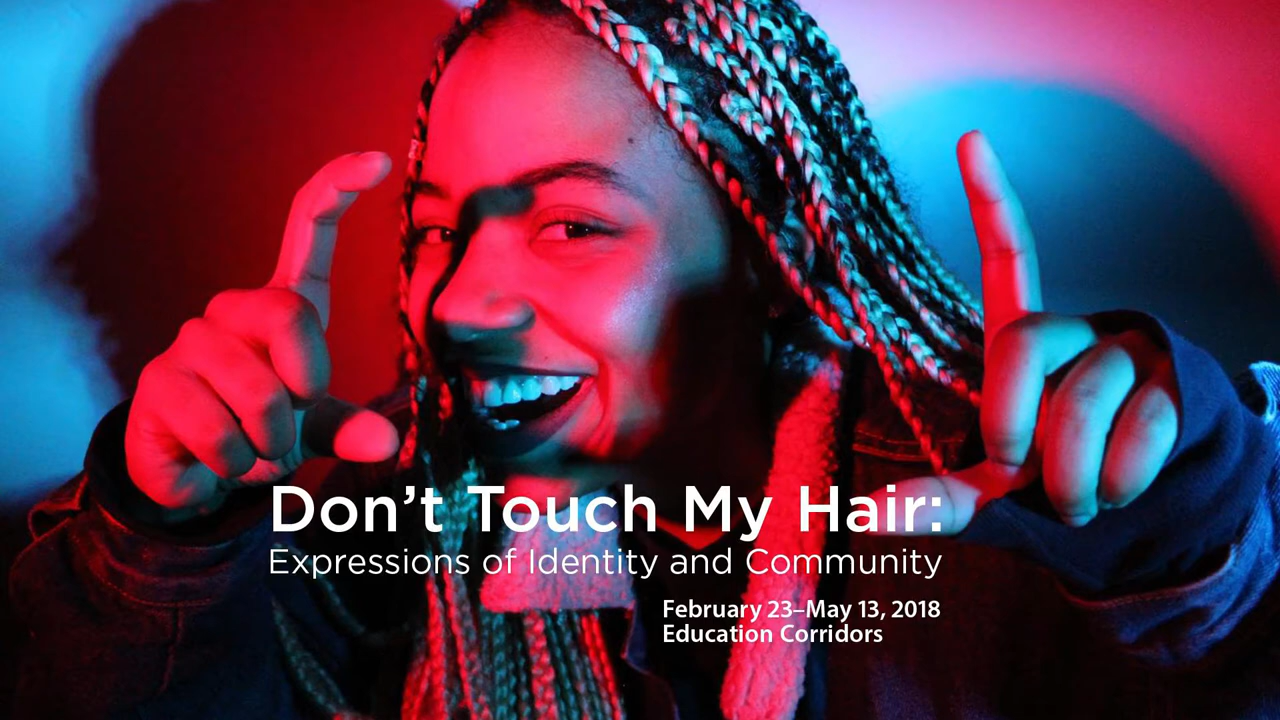 Don’t Touch My Hair:
Expressions of Identity and Community
February 23–May 13, 2018
Education Corridors